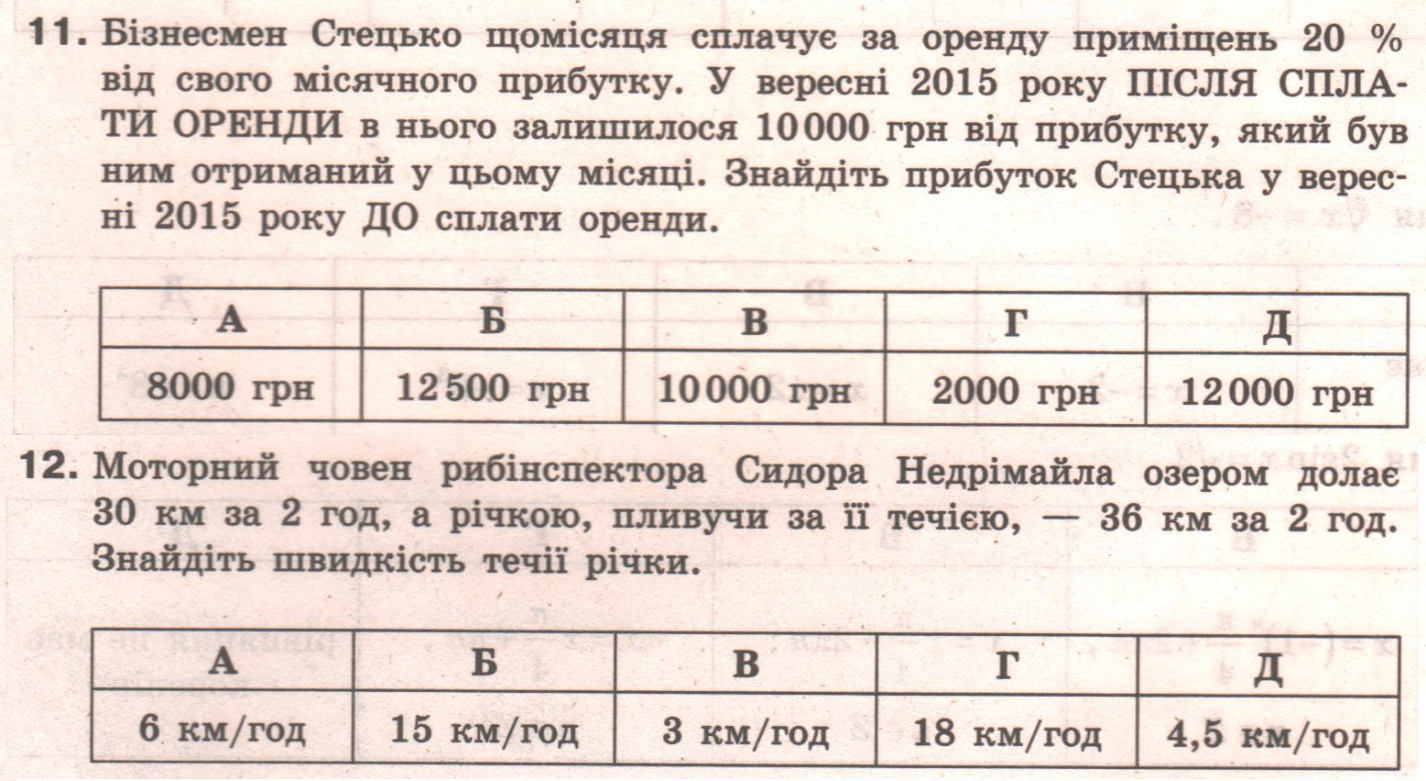 11. Бізнесмен Стецько щомісяця сплачує за оренду приміщень 20 %
від свого місячного прибутку. У вересні 2015 року ПІСЛЯ СПЛА-
ТИ ОРЕНДИ в нього залишилося 10 000 грн від прибутку, який був
ним отриманий у цьому місяці. Знайдіть прибуток Стецька у верес-
ні 2015 року ДО сплати оренди.
А Б В Г Д
8000 грн 12 500 грн 10 000 грн 2000 грн 12 000 грн
12. Моторний човен рибінспектора Сидора Недрімайла озером долає
30 км за 2 год, а річкою, пливучи за її течією, — 36 км за 2 год.
Знайдіть швидкість течії річки.
А Б В Г Д
6 км/год 15 км/год 3 км/год 18 км/год 4,5 км/год